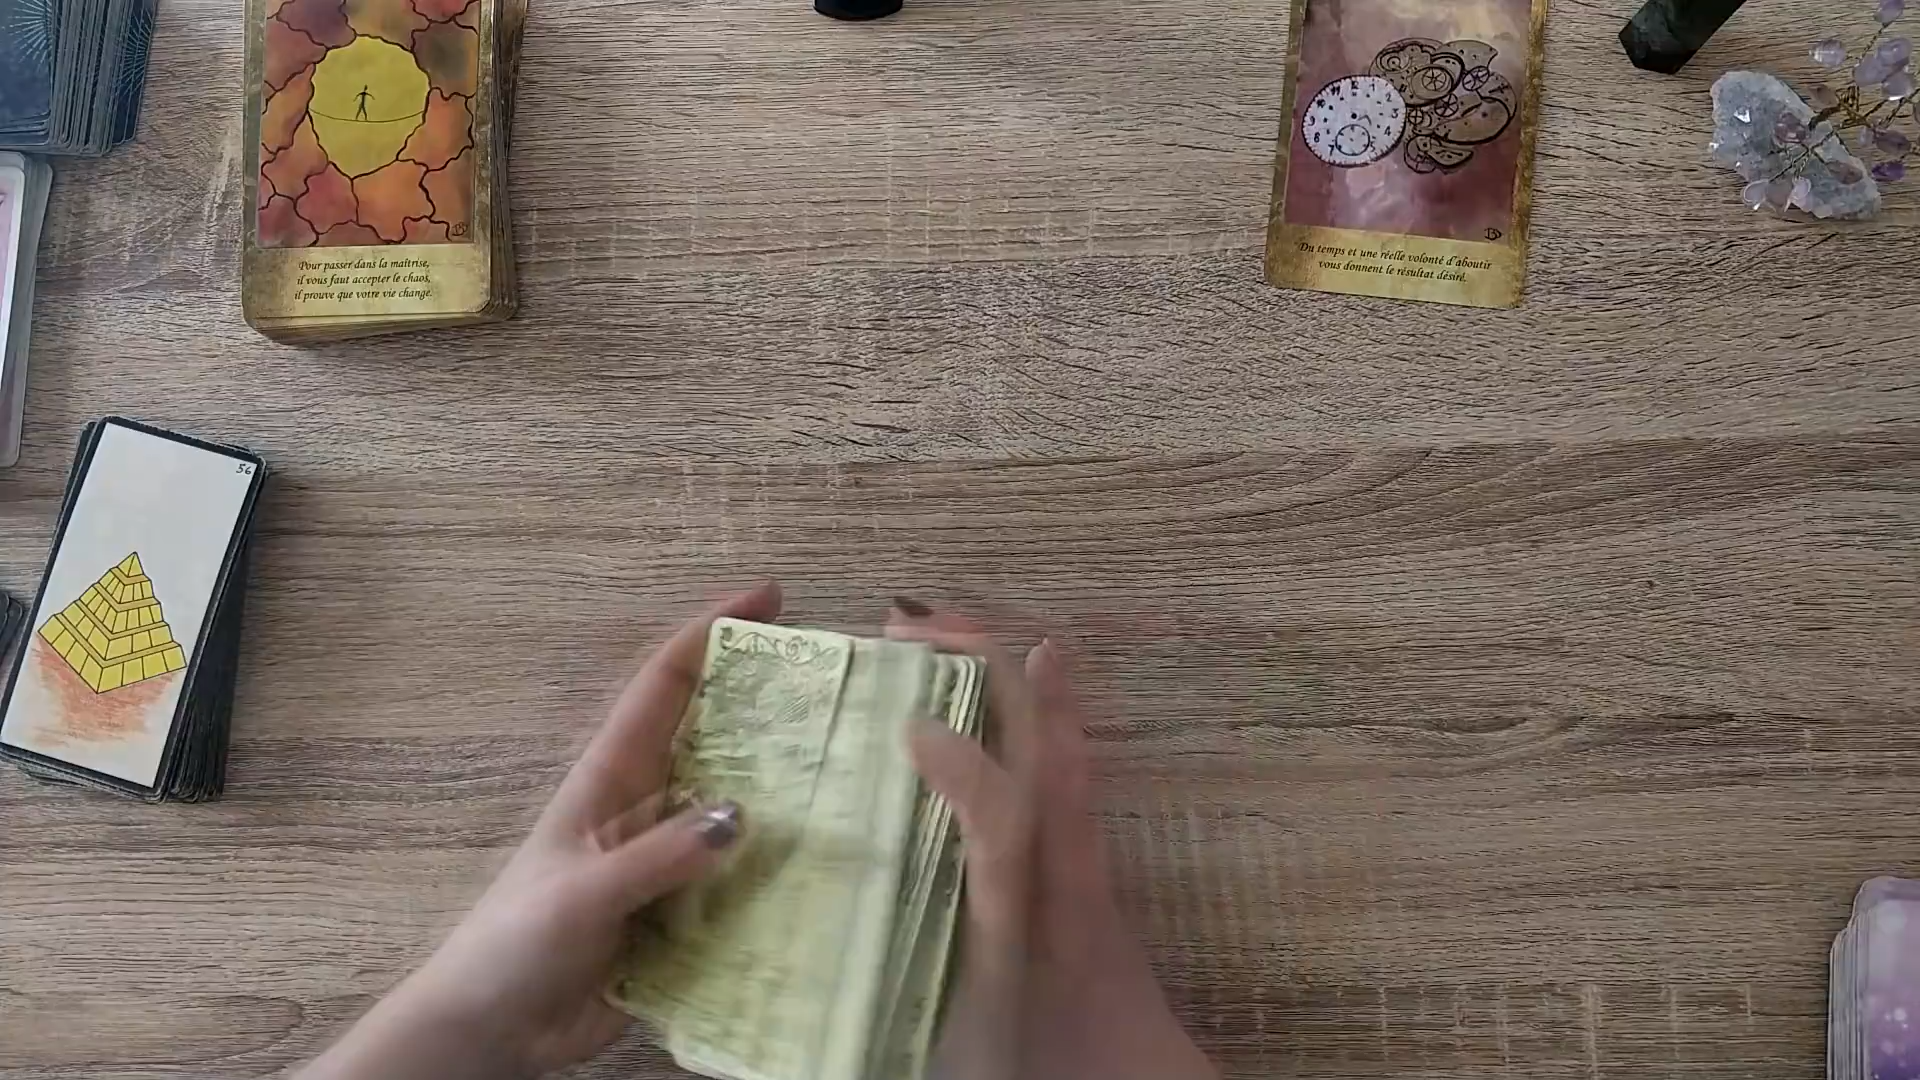 Pour passer dans la maîtrise,
il vous faut accepter le chaos,
il prouve que votre vie change.
Du temps et une réelle volonté d'aboutir
vous donnent le résultat désiré.
56